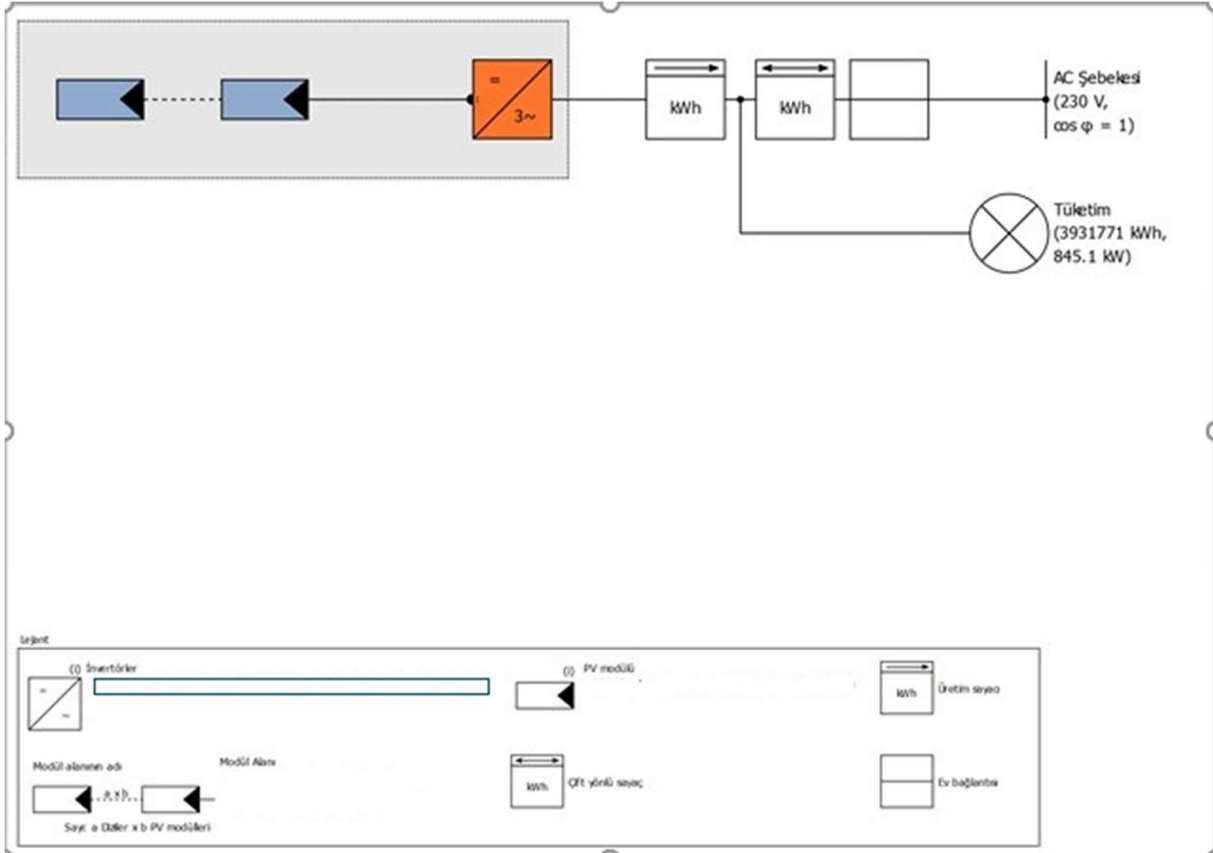 =
3~
kWh
kWh
AC Şebekesi
(230 V,
cos φ = 1)
Tüketim
(3931771 kWh,
845.1 kW)
Lejant
(i) İnvertörler
=
~
(i) PV modülü
kWh
Üretim sayacı
Modül alanının adı
Modül Alanı
a x b
Sayı: a Diziler x b PV modülleri
kWh
Çift yönlü sayaç
Ev bağlantısı